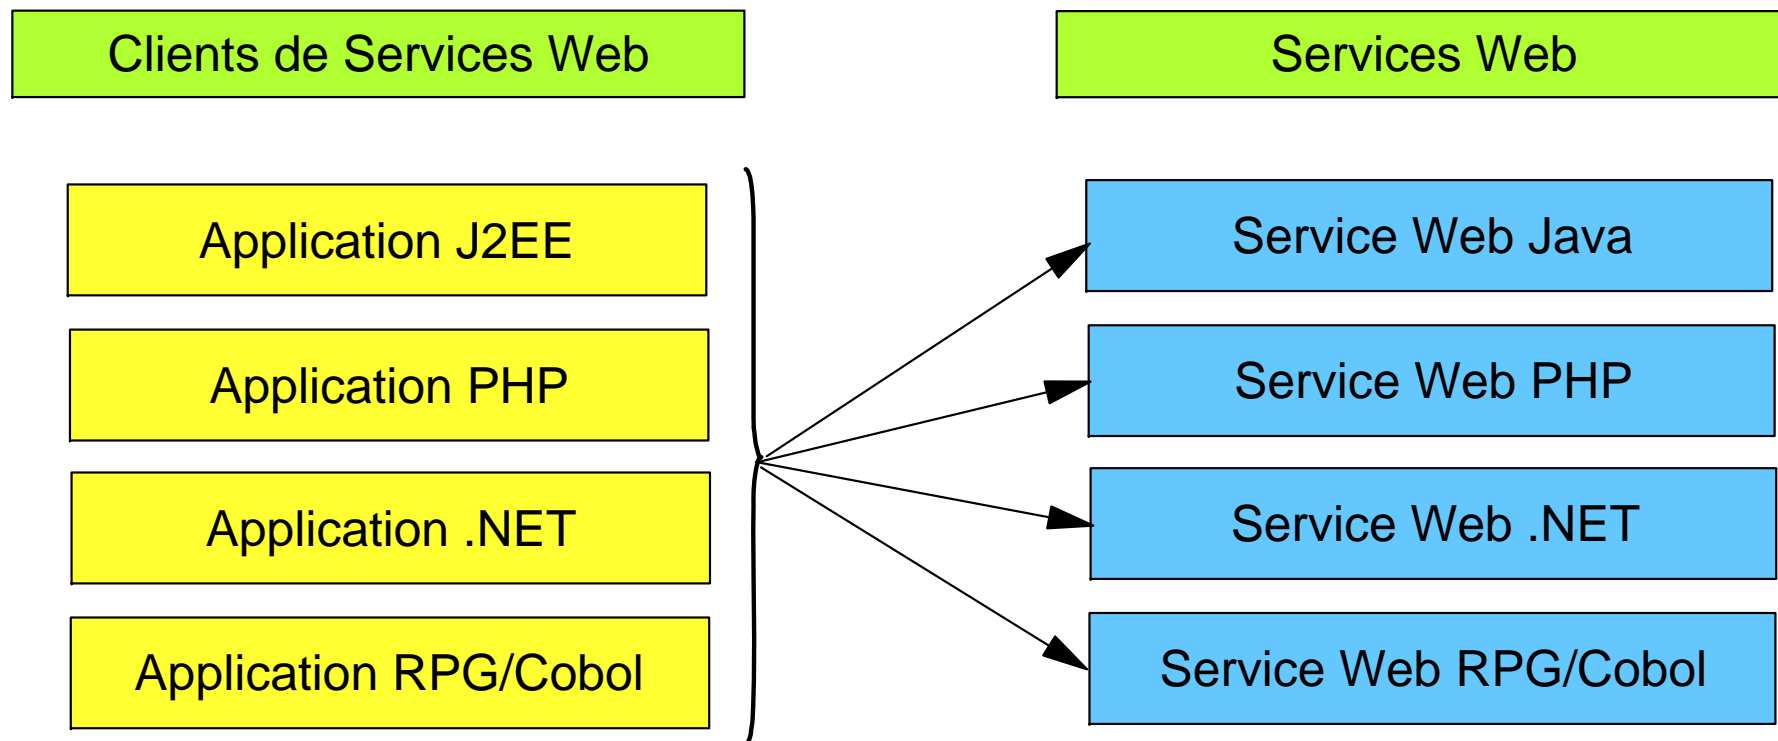 Clients de Services Web
Services Web
Application J2EE
Service Web Java
Application PHP
Service Web PHP
Application .NET
Service Web .NET
Application RPG/Cobol
Service Web RPG/Cobol